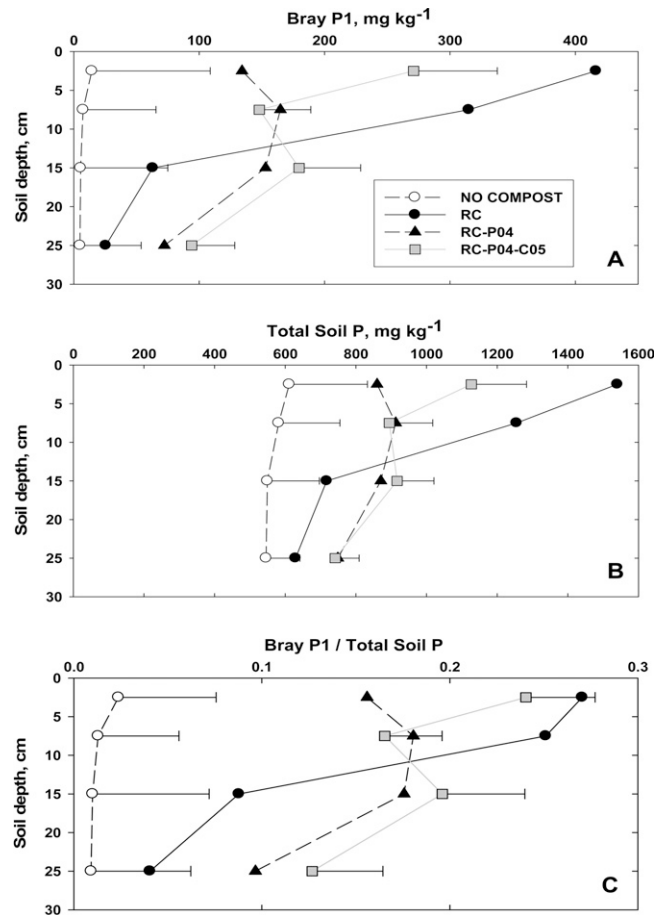 Bray P1, mg kg-1
0 100 200 300 400
Soil depth, cm
0
5
10
15
20
25
30
NO COMPOST
RC
RC-P04
RC-P04-C05
A
Total Soil P, mg kg-1
0 200 400 600 800 1000 1200 1400 1600
Soil depth, cm
0
5
10
15
20
25
30
B
Bray P1 / Total Soil P
0.0 0.1 0.2 0.3
Soil depth, cm
0
5
10
15
20
25
30
C